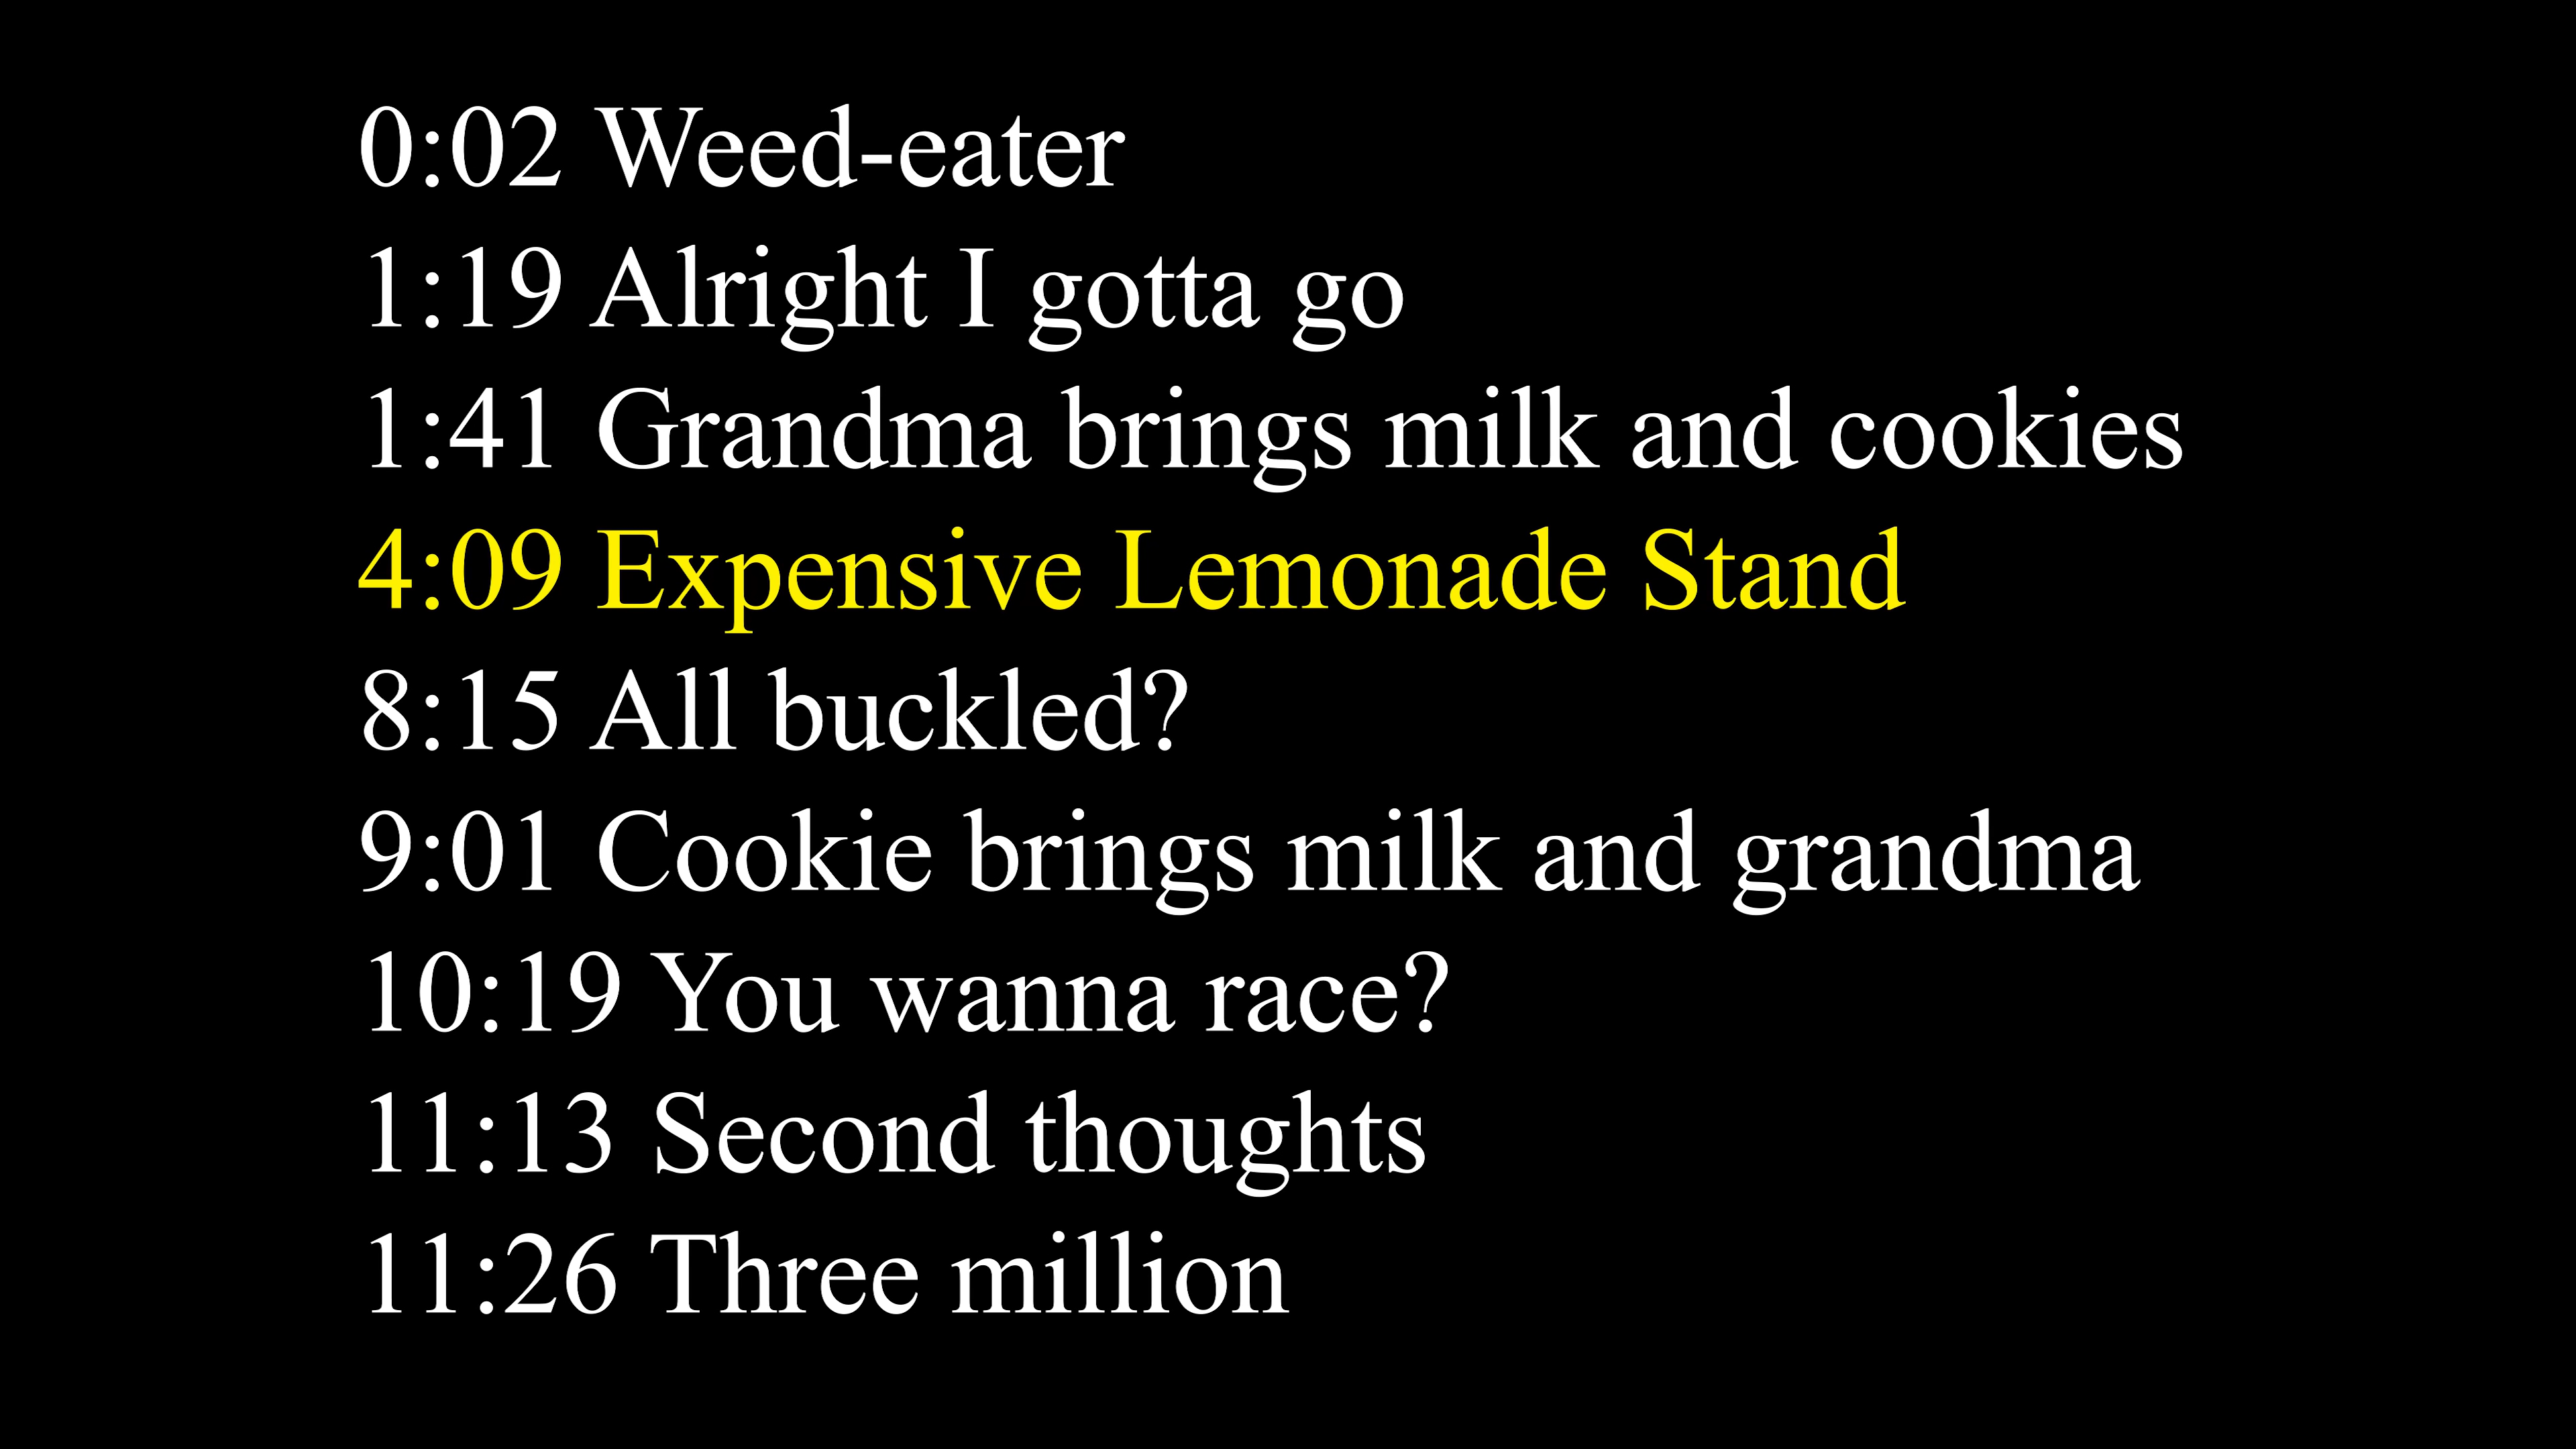 0:02 Weed-eater
1:19 Alright I gotta go
1:41 Grandma brings milk and cookies
4:09 Expensive Lemonade Stand
8:15 All buckled?
9:01 Cookie brings milk and grandma
10:19 You wanna race?
11:13 Second thoughts
11:26 Three million